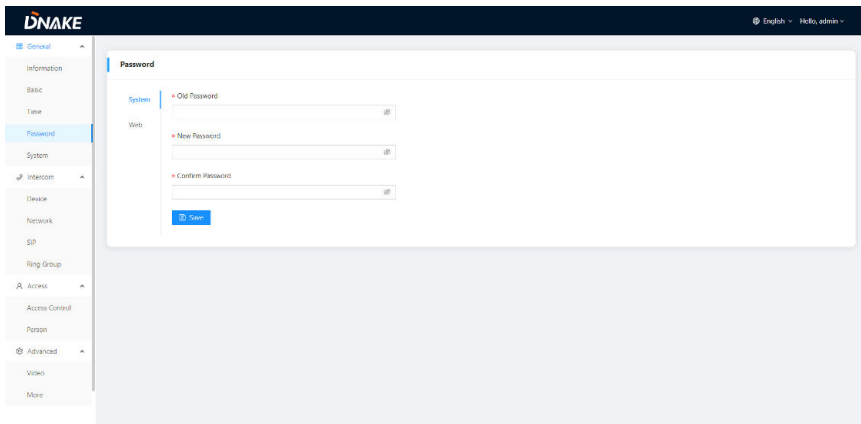 DNAKE
English
Hello, admin
General
Information
Basic
Time
Password
System
Intercom
Device
Network
SIP
Ring Group
Access
Access Control
Person
Advanced
Video
More
Password
System
Web
* Old Password
* New Password
* Confirm Password
Save